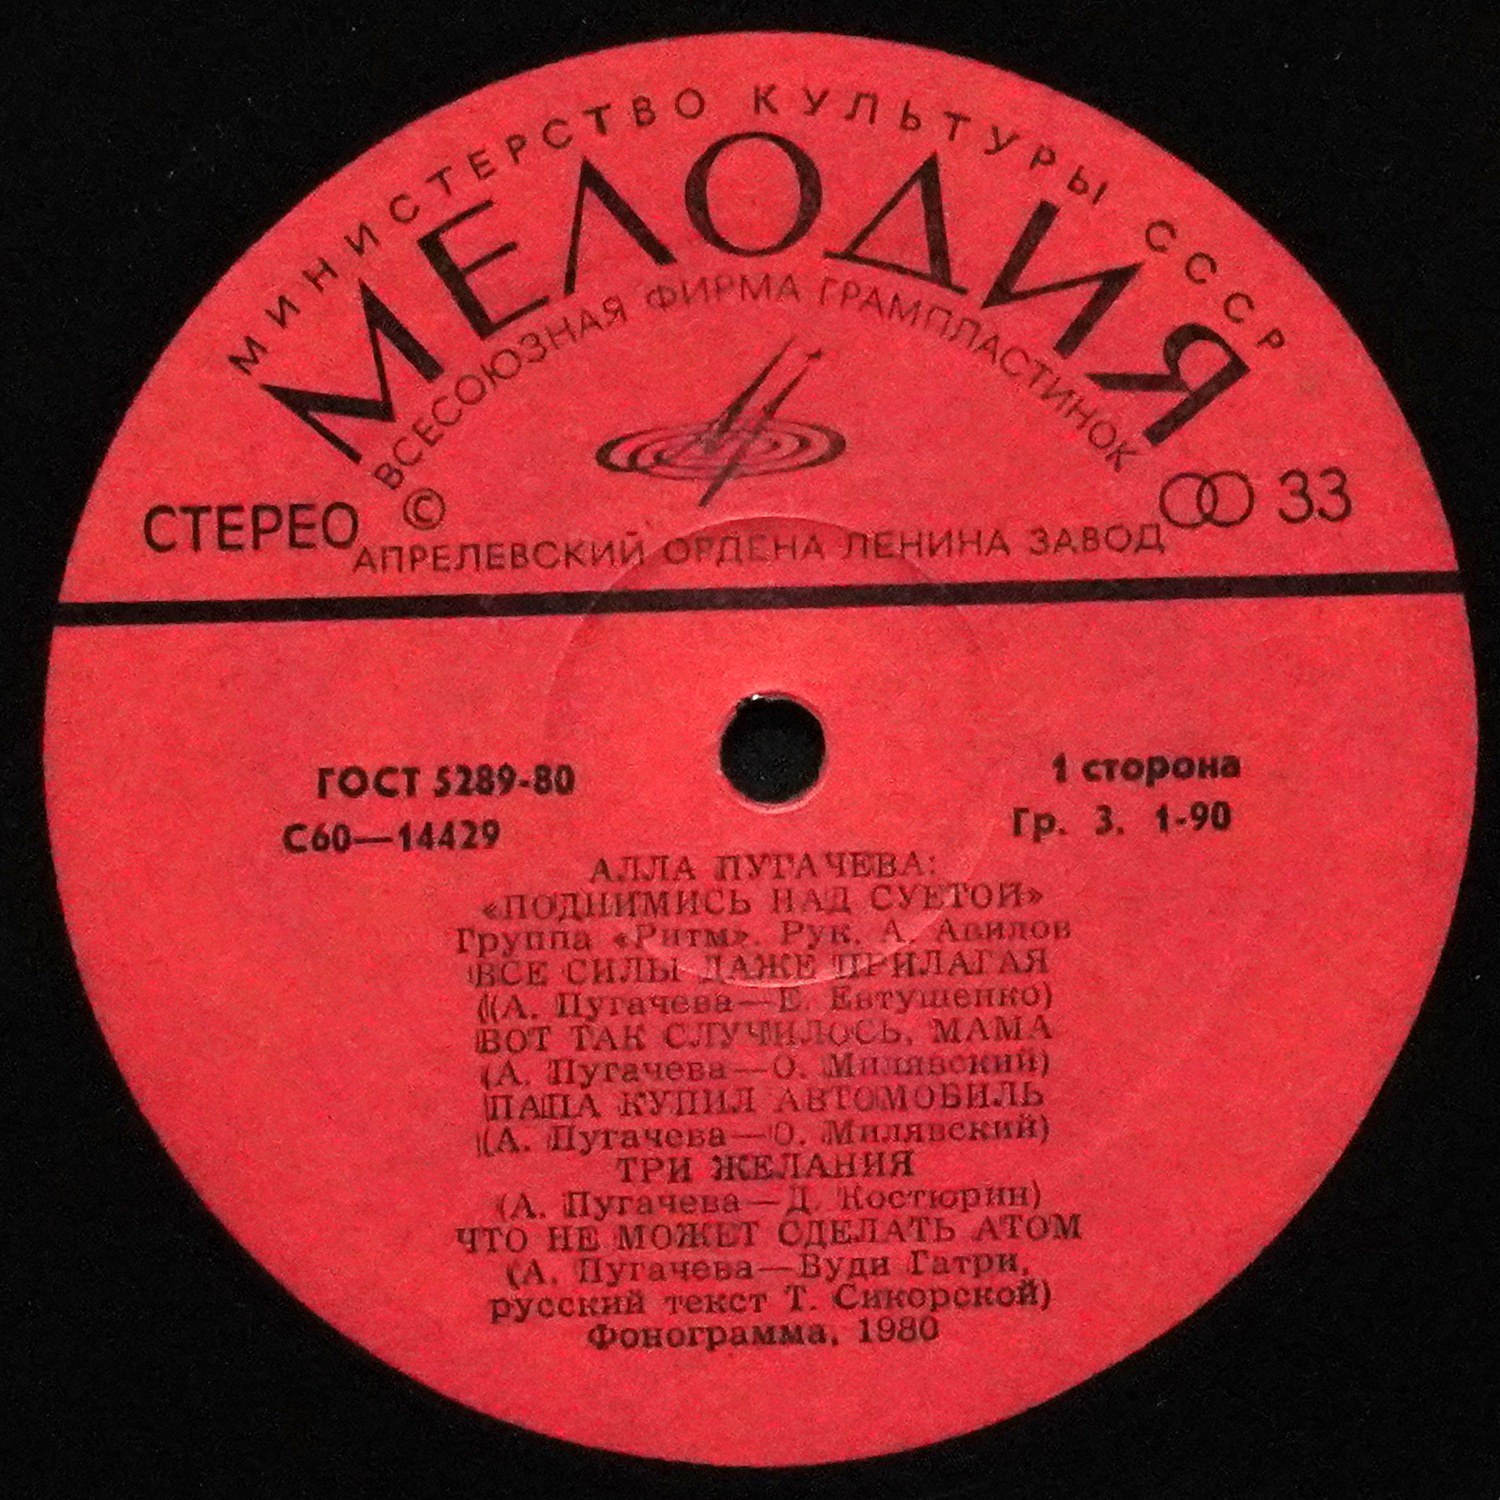 МИНИСТЕРСТВО КУЛЬТУРЫ СССР
МЕЛОДИЯ
ВСЕСОЮЗНАЯ ФИРМА ГРАМПЛАСТИНОК
СТЕРЕО © 33
АПРЕЛЕВСКИЙ ОРДЕНА ЛЕНИНА ЗАВОД
ГОСТ 5289-80
С60—14429
1 сторона
Гр. 3. 1-90
АЛЛА ПУГАЧЕВА:
«ПОДНИМИСЬ НАД СУЕТОЙ»
Группа «Ритм». Рук. А. Авилов
ВСЕ СИЛЫ ДАЖЕ ПРИЛАГАЯ
(А. Пугачева—Е. Евтушенко)
ВОТ ТАК СЛУЧИЛОСЬ, МАМА
(А. Пугачева—О. Милявский)
ПАПА КУПИЛ АВТОМОБИЛЬ
(А. Пугачева—О. Милявский)
ТРИ ЖЕЛАНИЯ
(А. Пугачева—Д. Костюрин)
ЧТО НЕ МОЖЕТ СДЕЛАТЬ АТОМ
(А. Пугачева—Вуди Гатри,
русский текст Т. Сикорской)
Фонограмма, 1980